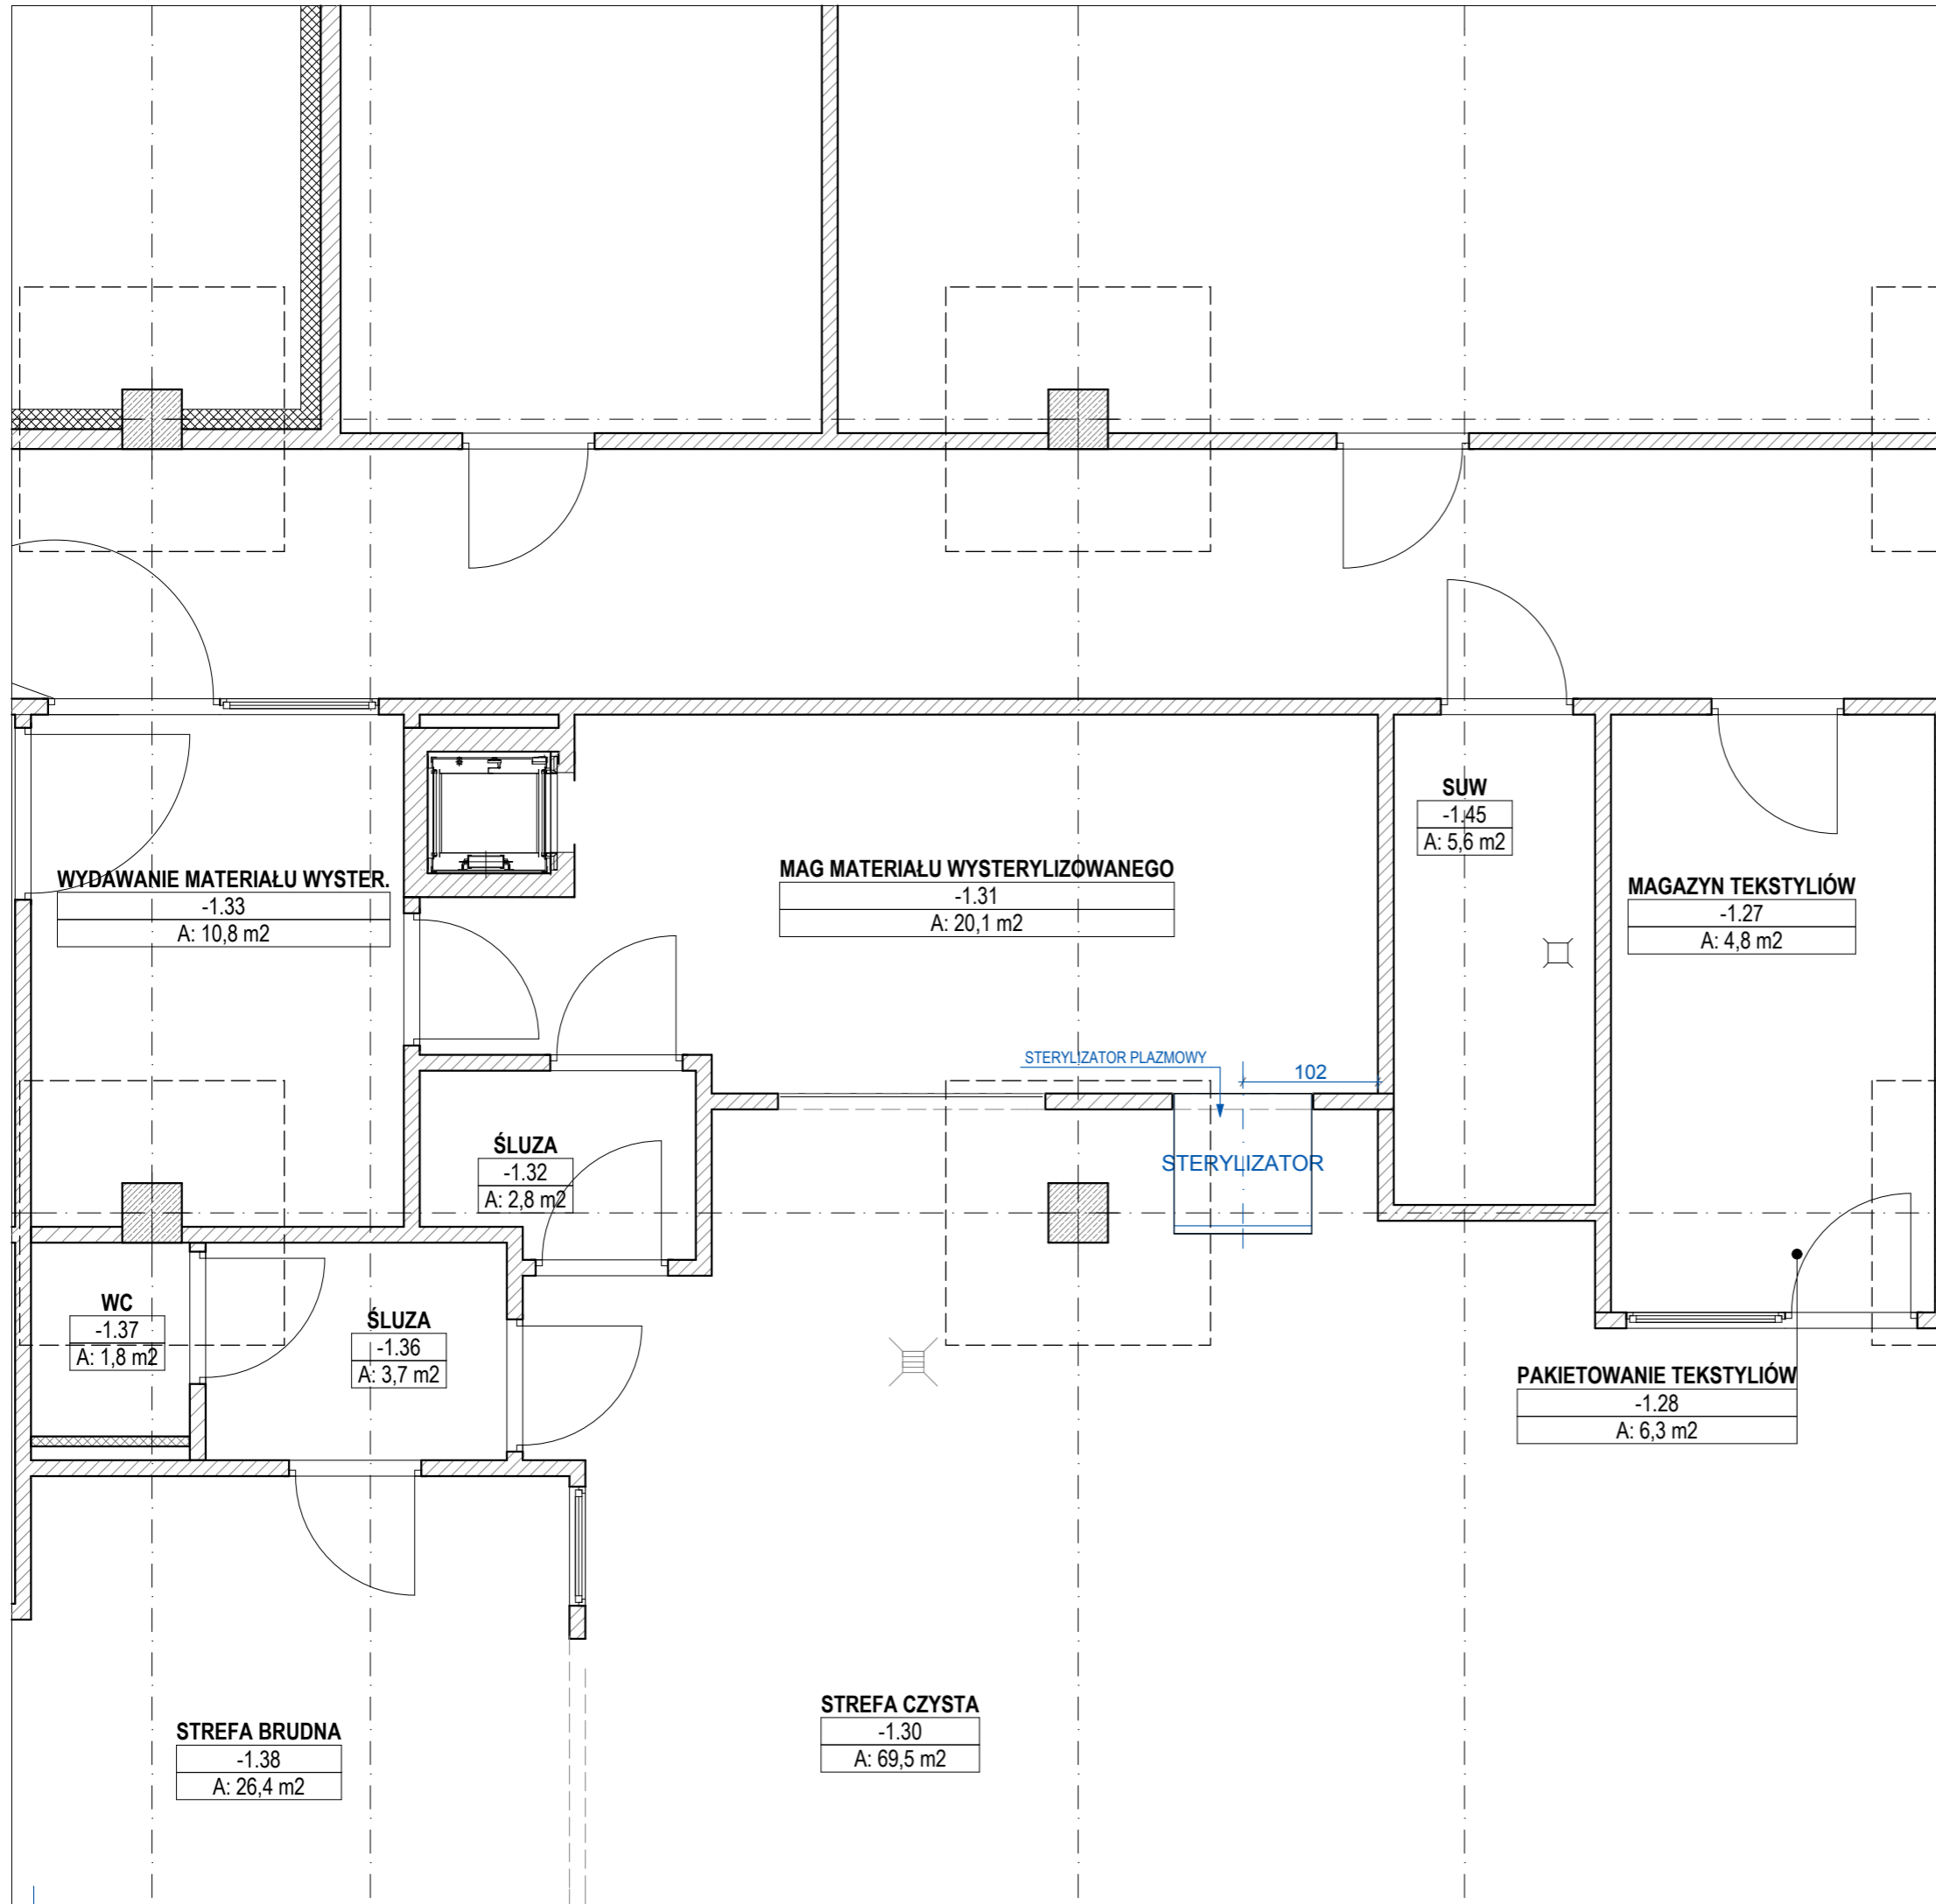 SUW
-1.45
A: 5,6 m2
MAG MATERIAŁU WYSTERYLIZOWANEGO
-1.31
A: 20,1 m2
WYDAWANIE MATERIAŁU WYSTER.
-1.33
A: 10,8 m2
MAGAZYN TEKSTYLIÓW
-1.27
A: 4,8 m2
STERYLIZATOR PLAZMOWY
102
STERYLIZATOR
ŚLUZA
-1.32
A: 2,8 m2
WC
-1.37
A: 1,8 m2
ŚLUZA
-1.36
A: 3,7 m2
PAKIETOWANIE TEKSTYLIÓW
-1.28
A: 6,3 m2
STREFA CZYSTA
-1.30
A: 69,5 m2
STREFA BRUDNA
-1.38
A: 26,4 m2